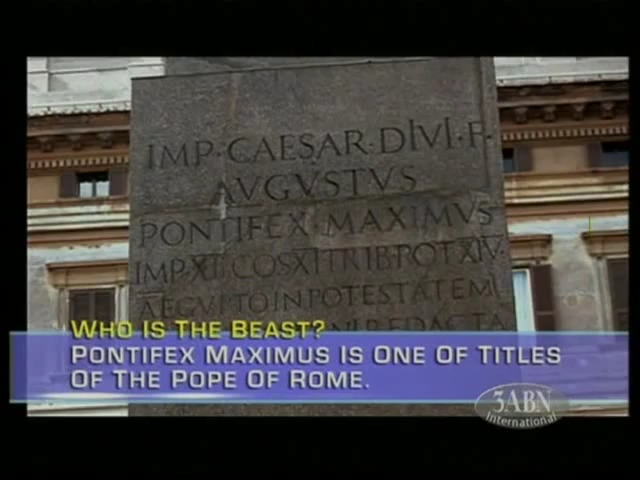 IMP·CAESAR·DIVI·F·
AVGVSTVS
PONTIFEX·MAXIMVS
IMP·XII·COS·XI·TRIB·POT·XIV
AEGVPTO·IN·POTESTATEM
REDACTA
WHO IS THE BEAST?
PONTIFEX MAXIMUS IS ONE OF TITLES
OF THE POPE OF ROME.
3ABN
International